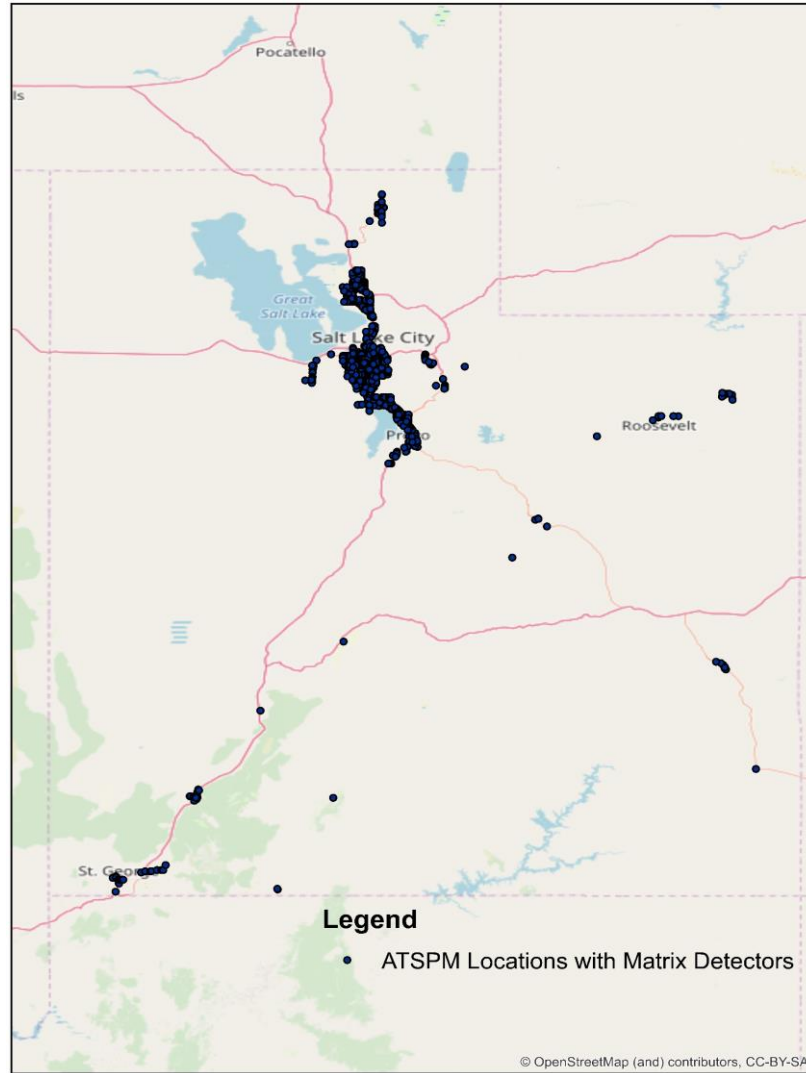 Pocatello
ls
Great
Salt Lake
Salt Lake City
Provo
Roosevelt
St. George
Legend
ATSPM Locations with Matrix Detectors
© OpenStreetMap (and) contributors, CC-BY-SA